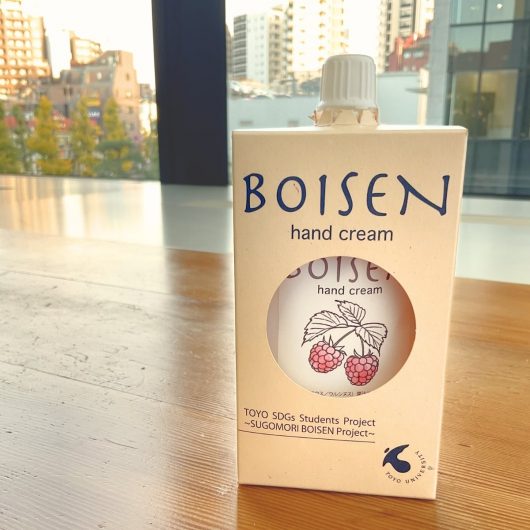 BOISEN
hand cream
BOISEN
hand cream
TOYO SDGs Students Project
~SUGOMORI BOISEN Project~
TOYO UNIVERSITY